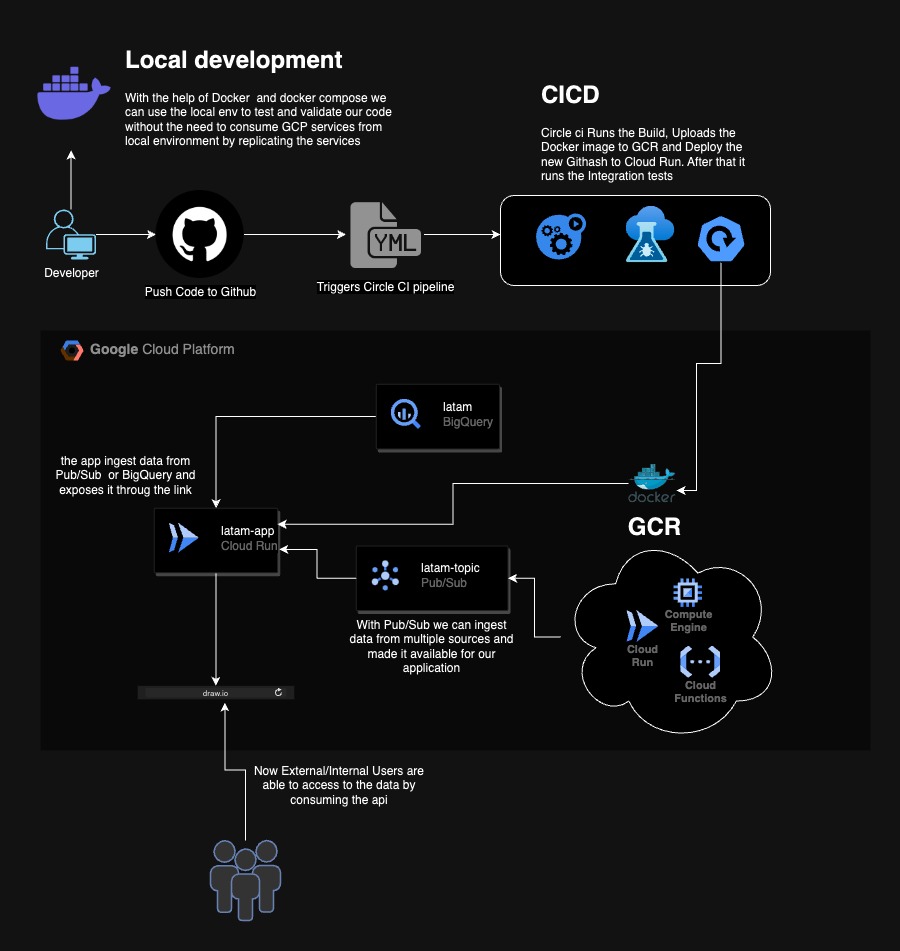 Local development
With the help of Docker and docker compose we
can use the local env to test and validate our code
without the need to consume GCP services from
local environment by replicating the services
CICD
Circle ci Runs the Build, Uploads the
Docker image to GCR and Deploy the
new Githash to Cloud Run. After that it
runs the Integration tests
Developer
Push Code to Github
YML
Triggers Circle CI pipeline
Google Cloud Platform
latam
BigQuery
the app ingest data from
Pub/Sub or BigQuery and
exposes it throug the link
docker
GCR
latam-app
Cloud Run
latam-topic
Pub/Sub
With Pub/Sub we can ingest
data from multiple sources and
made it available for our
application
Compute
Engine
Cloud
Run
Cloud
Functions
draw.io
Now External/Internal Users are
able to access to the data by
consuming the api